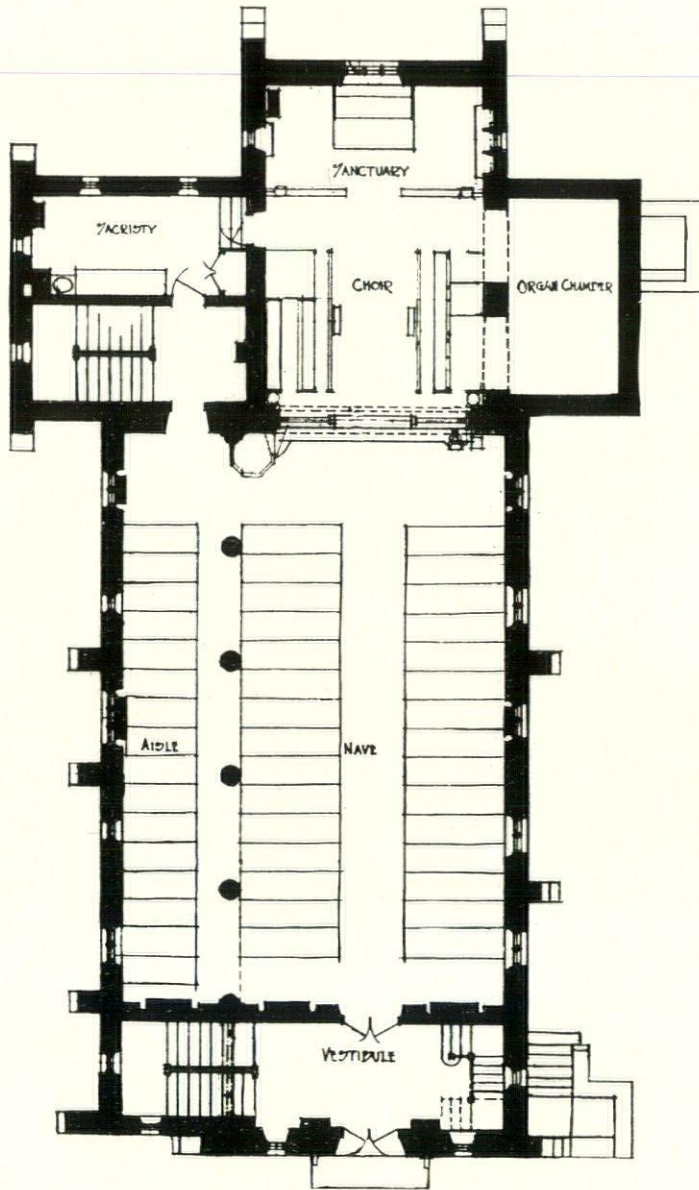 SANCTUARY
SACRISTY
CHOIR
ORGAN CHAMBER
AISLE
NAVE
VESTIBULE